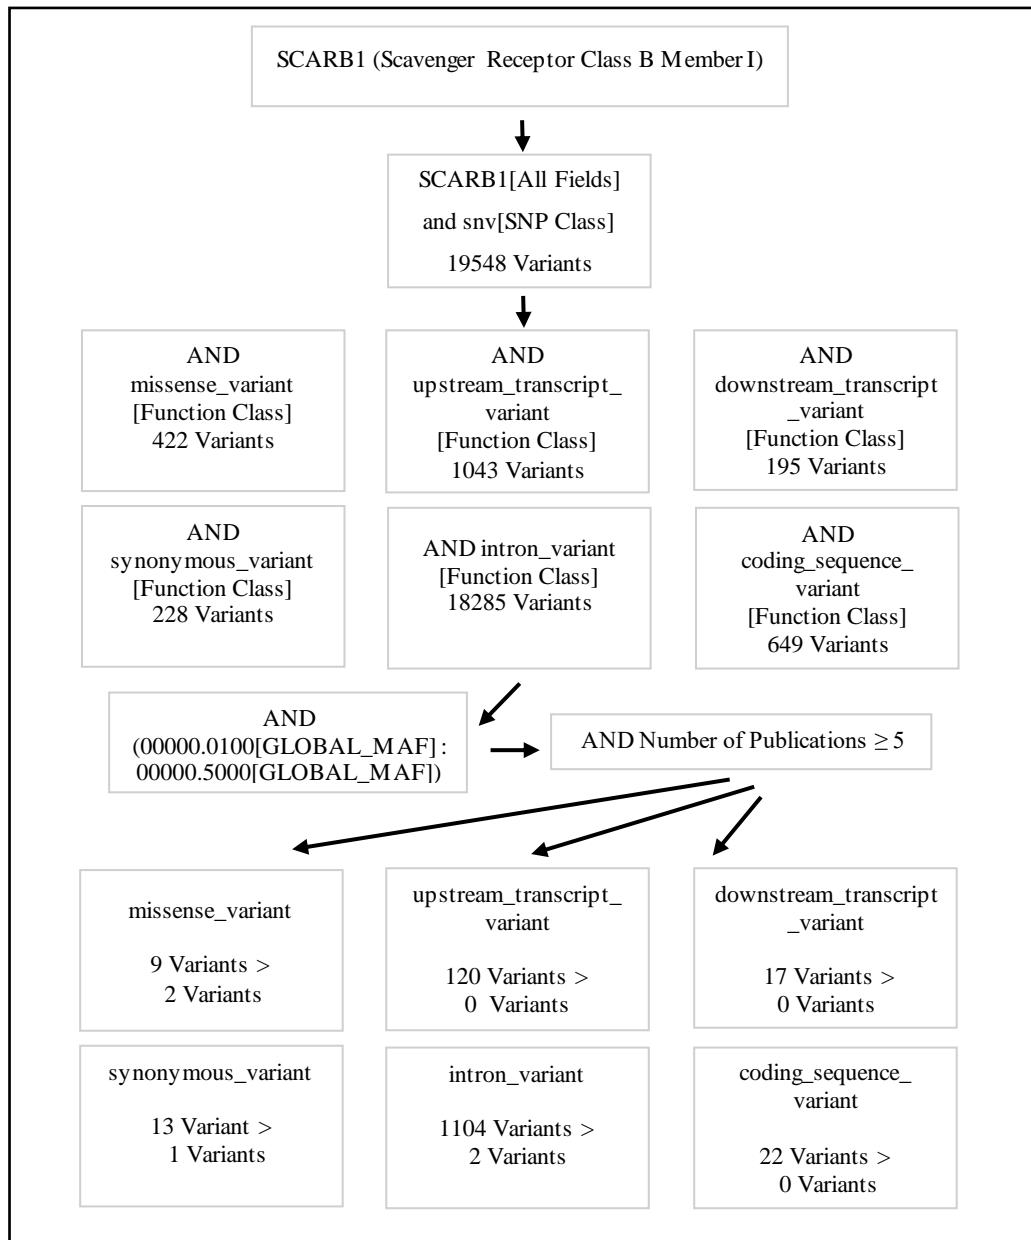 SCARB1 (Scavenger Receptor Class B Member I)
SCARB1[All Fields]
and snv[SNP Class]
19548 Variants
AND
missense_variant
[Function Class]
422 Variants
AND
upstream_transcript_
variant
[Function Class]
1043 Variants
AND
downstream_transcript
_variant
[Function Class]
195 Variants
AND
synonymous_variant
[Function Class]
228 Variants
AND intron_variant
[Function Class]
18285 Variants
AND
coding_sequence_
variant
[Function Class]
649 Variants
AND
(00000.0100[GLOBAL_MAF] :
00000.5000[GLOBAL_MAF])
AND Number of Publications ≥ 5
missense_variant
9 Variants >
2 Variants
upstream_transcript_
variant
120 Variants >
0 Variants
downstream_transcript
_variant
17 Variants >
0 Variants
synonymous_variant
13 Variant >
1 Variants
intron_variant
1104 Variants >
2 Variants
coding_sequence_
variant
22 Variants >
0 Variants